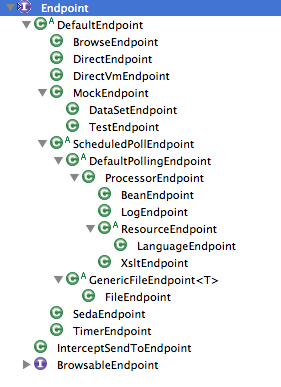 Endpoint
DefaultEndpoint
BrowseEndpoint
DirectEndpoint
DirectVmEndpoint
MockEndpoint
DataSetEndpoint
TestEndpoint
ScheduledPollEndpoint
DefaultPollingEndpoint
ProcessorEndpoint
BeanEndpoint
LogEndpoint
ResourceEndpoint
LanguageEndpoint
XsltEndpoint
GenericFileEndpoint<T>
FileEndpoint
SedaEndpoint
TimerEndpoint
InterceptSendToEndpoint
BrowsableEndpoint